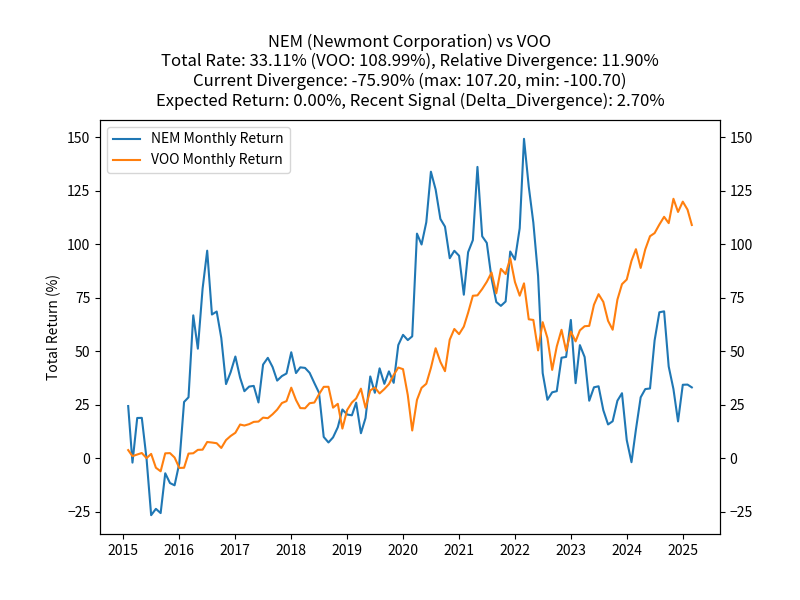 NEM (Newmont Corporation) vs VOO
Total Rate: 33.11% (VOO: 108.99%), Relative Divergence: 11.90%
Current Divergence: -75.90% (max: 107.20, min: -100.70)
Expected Return: 0.00%, Recent Signal (Delta_Divergence): 2.70%
NEM Monthly Return
VOO Monthly Return
Total Return (%)
150 150
125 125
100 100
75 75
50 50
25 25
0 0
−25 −25
2015 2016 2017 2018 2019 2020 2021 2022 2023 2024 2025